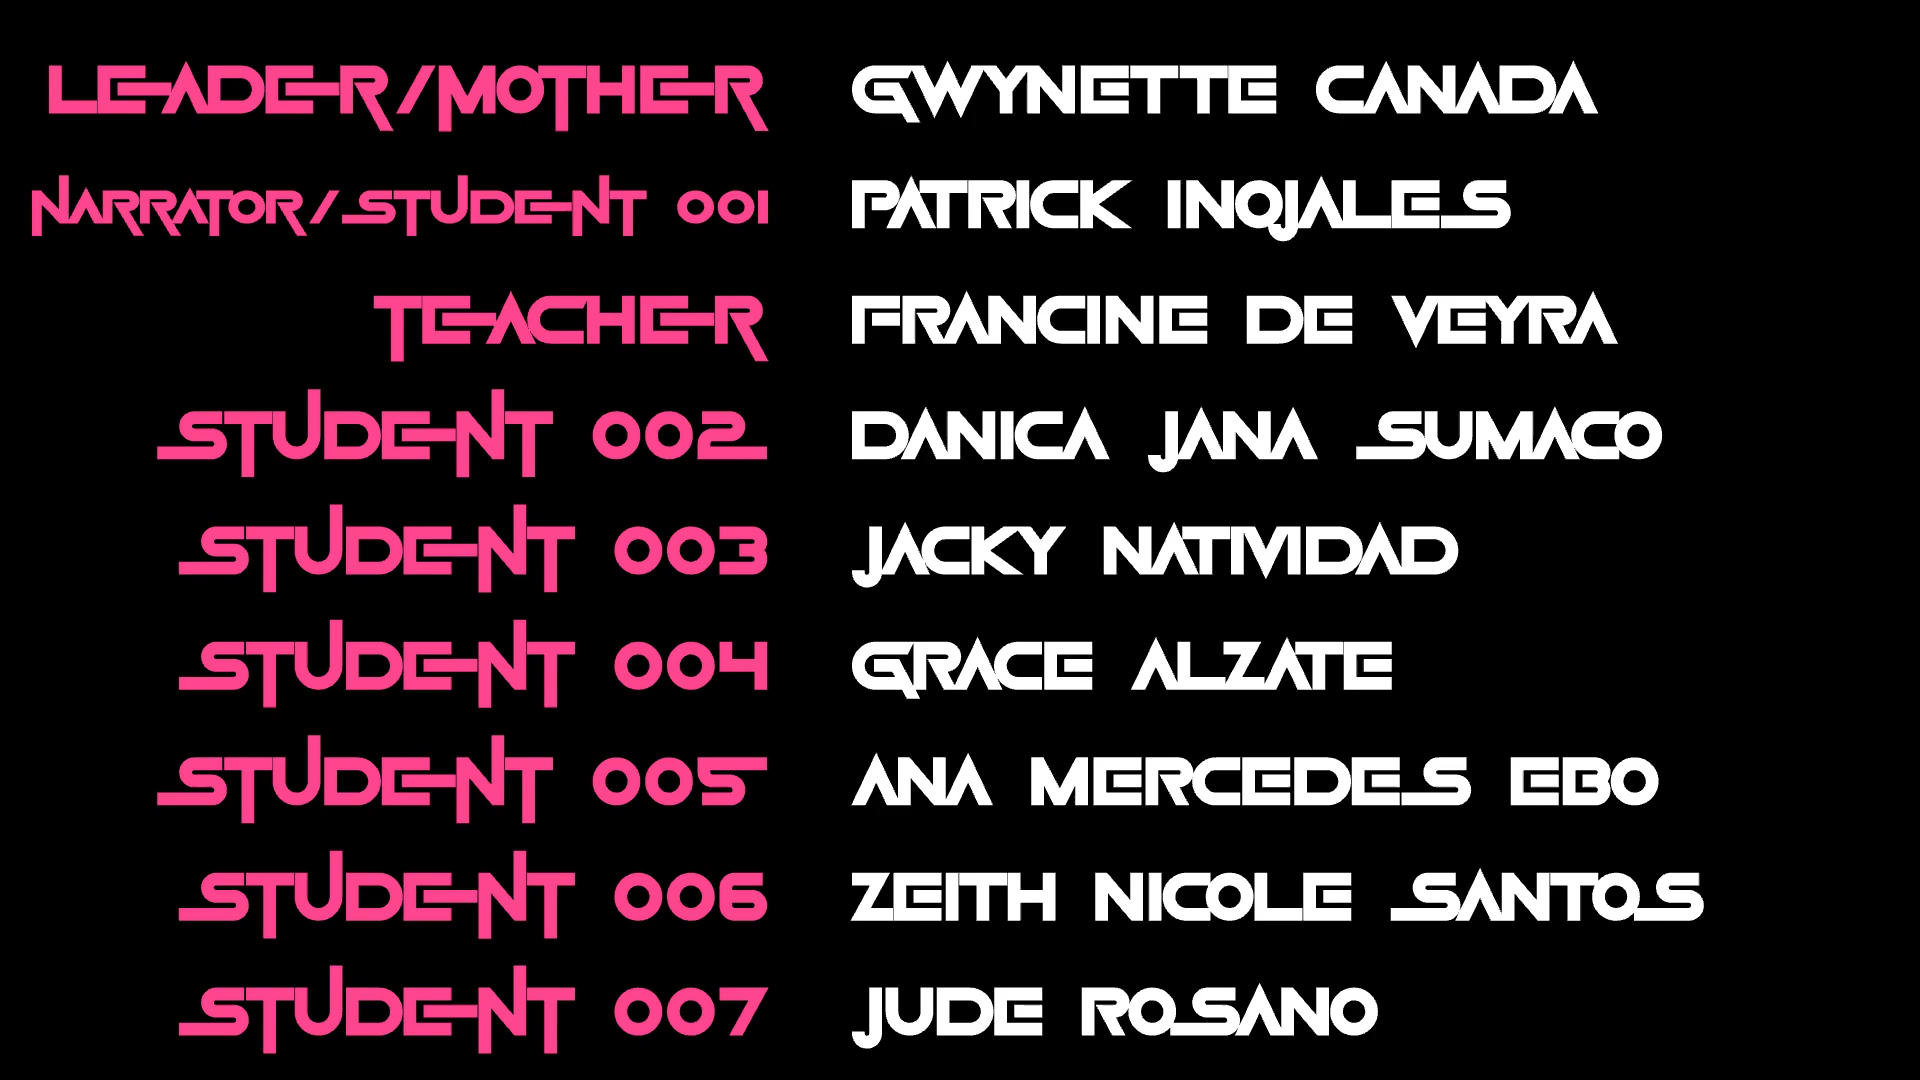 LEADER/MOTHER GWYNETTE CANADA
NARRATOR/STUDENT 001 PATRICK INOJALES
TEACHER FRANCINE DE VEYRA
STUDENT 002 DANICA JANA SUMACO
STUDENT 003 JACKY NATIVIDAD
STUDENT 004 GRACE ALZATE
STUDENT 005 ANA MERCEDES EBO
STUDENT 006 ZEITH NICOLE SANTOS
STUDENT 007 JUDE ROSANO